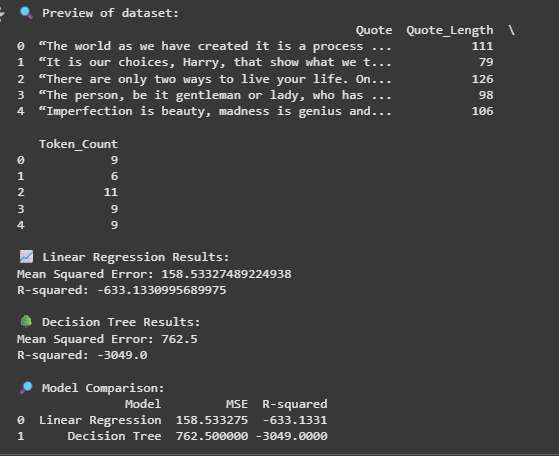 🔍 Preview of dataset:
Quote  Quote_Length  \
0  “The world as we have created it is a process ...           111
1  “It is our choices, Harry, that show what we t...            79
2  “There are only two ways to live your life. On...           126
3  “The person, be it gentleman or lady, who has ...            98
4  “Imperfection is beauty, madness is genius and...           106
Token_Count
0            9
1            6
2           11
3            9
4            9
📈 Linear Regression Results:
Mean Squared Error: 158.53327489224938
R-squared: -633.1330995689975
🌳 Decision Tree Results:
Mean Squared Error: 762.5
R-squared: -3049.0
🔎 Model Comparison:
Model         MSE  R-squared
0  Linear Regression  158.533275  -633.1331
1      Decision Tree  762.500000 -3049.0000